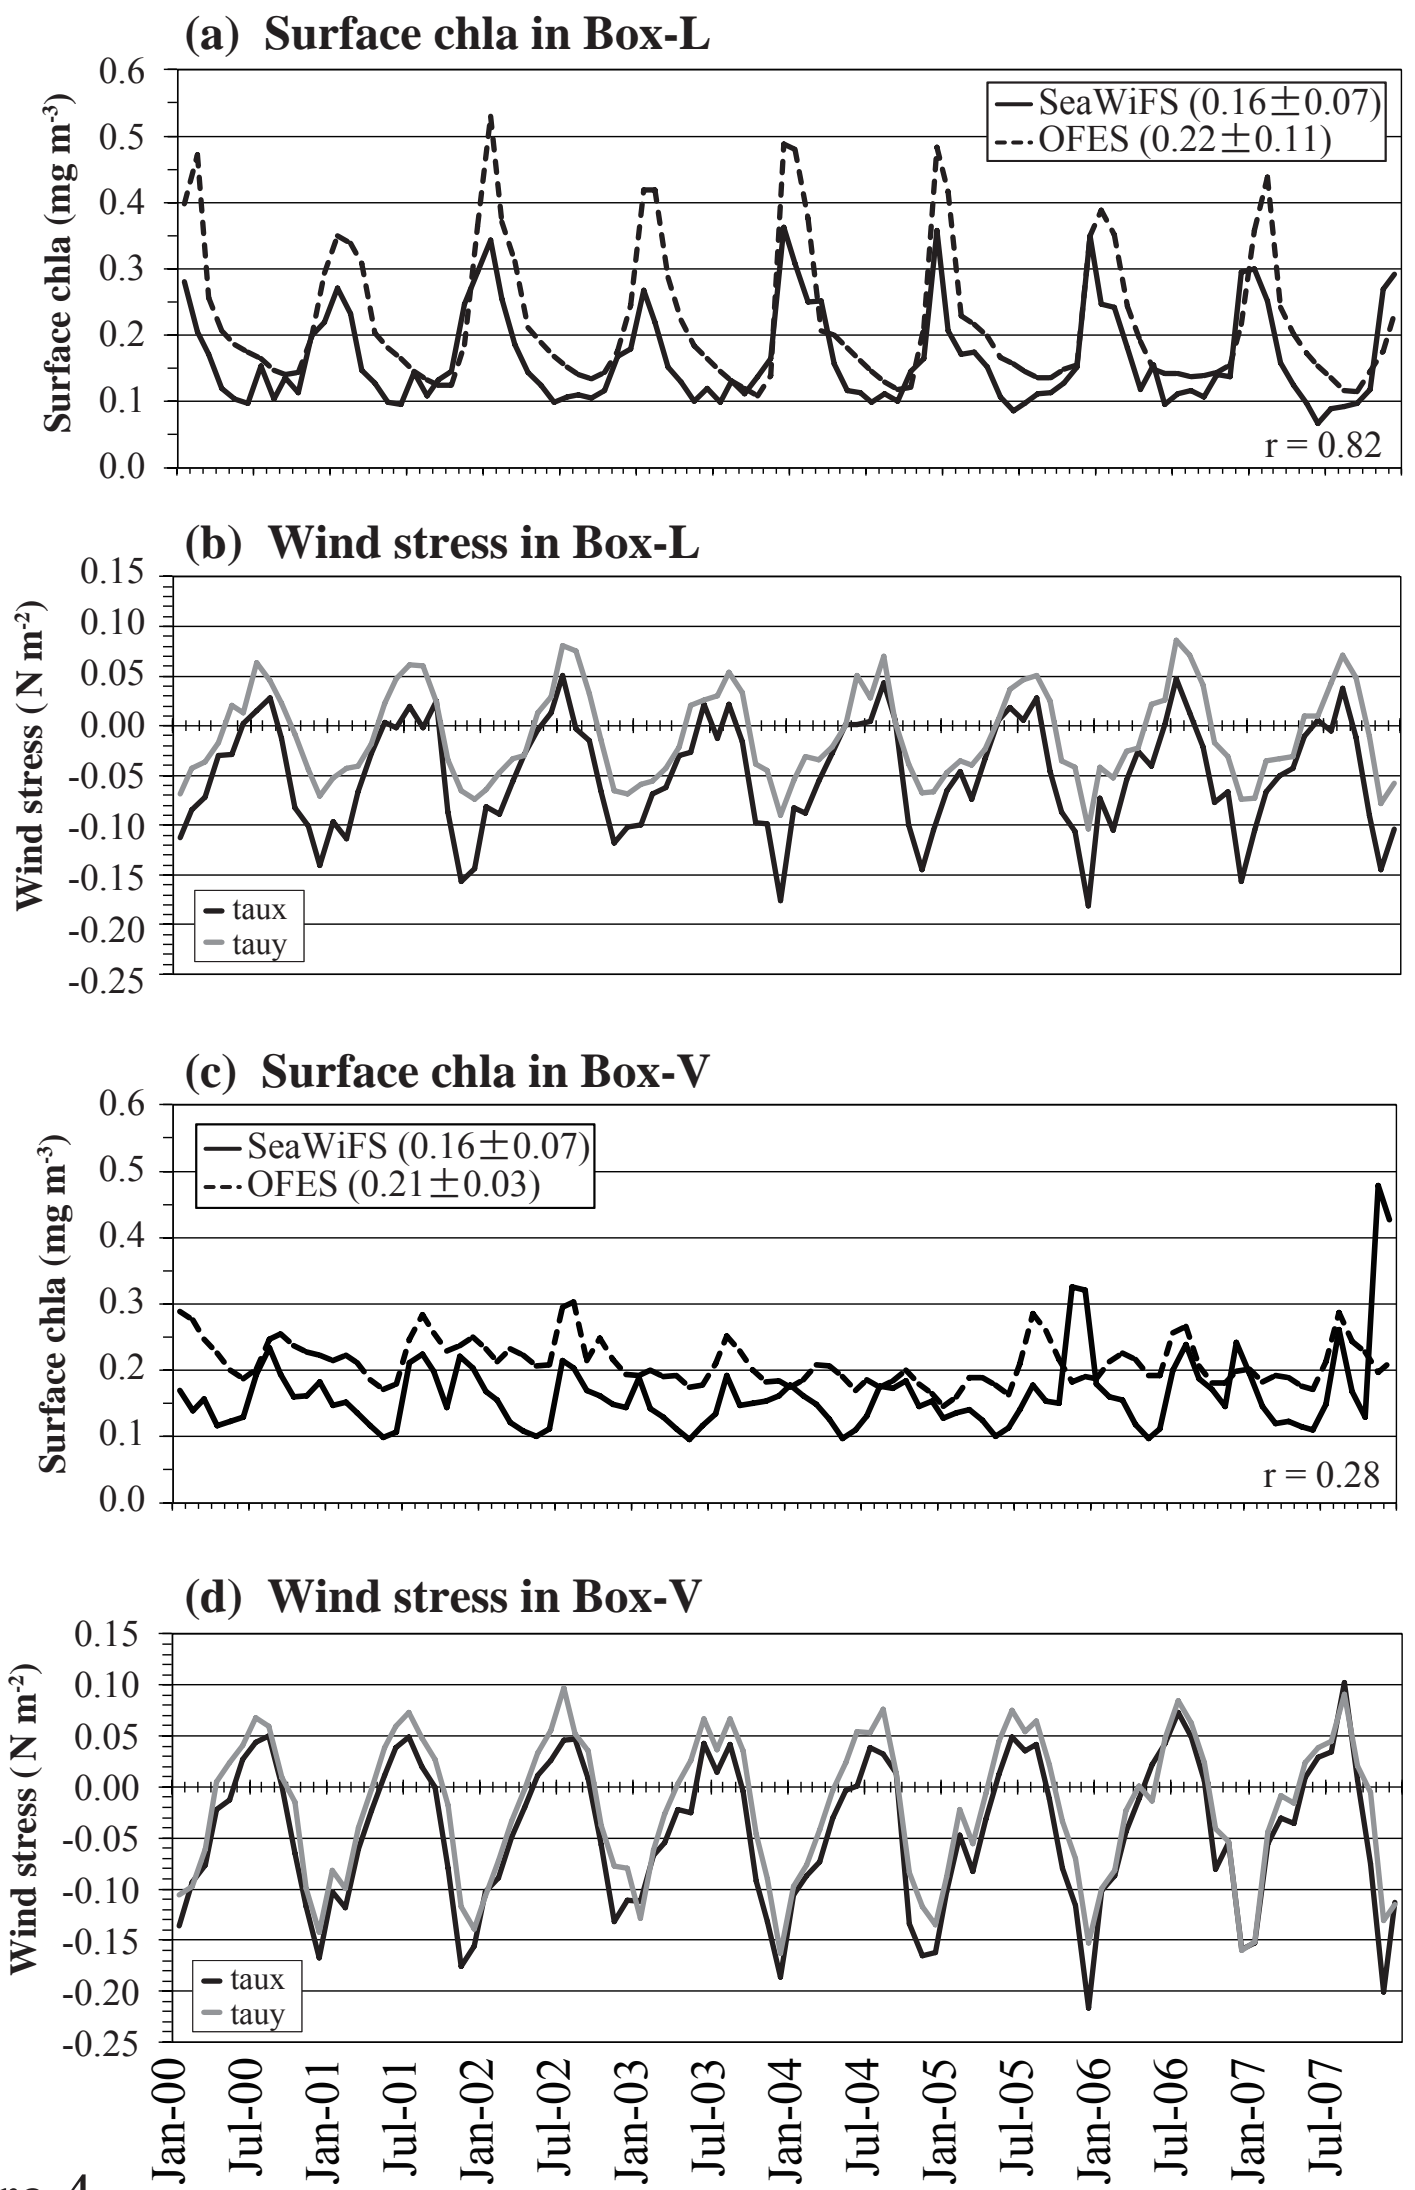 (a) Surface chla in Box-L
Surface chla (mg m-3)
0.6
0.5
0.4
0.3
0.2
0.1
0.0
SeaWiFS (0.16±0.07)
OFES (0.22±0.11)
r = 0.82
(b) Wind stress in Box-L
Wind stress (N m-2)
0.15
0.10
0.05
0.00
-0.05
-0.10
-0.15
-0.20
-0.25
taux
tauy
(c) Surface chla in Box-V
Surface chla (mg m-3)
0.6
0.5
0.4
0.3
0.2
0.1
0.0
SeaWiFS (0.16±0.07)
OFES (0.21±0.03)
r = 0.28
(d) Wind stress in Box-V
Wind stress (N m-2)
0.15
0.10
0.05
0.00
-0.05
-0.10
-0.15
-0.20
-0.25
taux
tauy
Jan-00
Jul-00
Jan-01
Jul-01
Jan-02
Jul-02
Jan-03
Jul-03
Jan-04
Jul-04
Jan-05
Jul-05
Jan-06
Jul-06
Jan-07
Jul-07